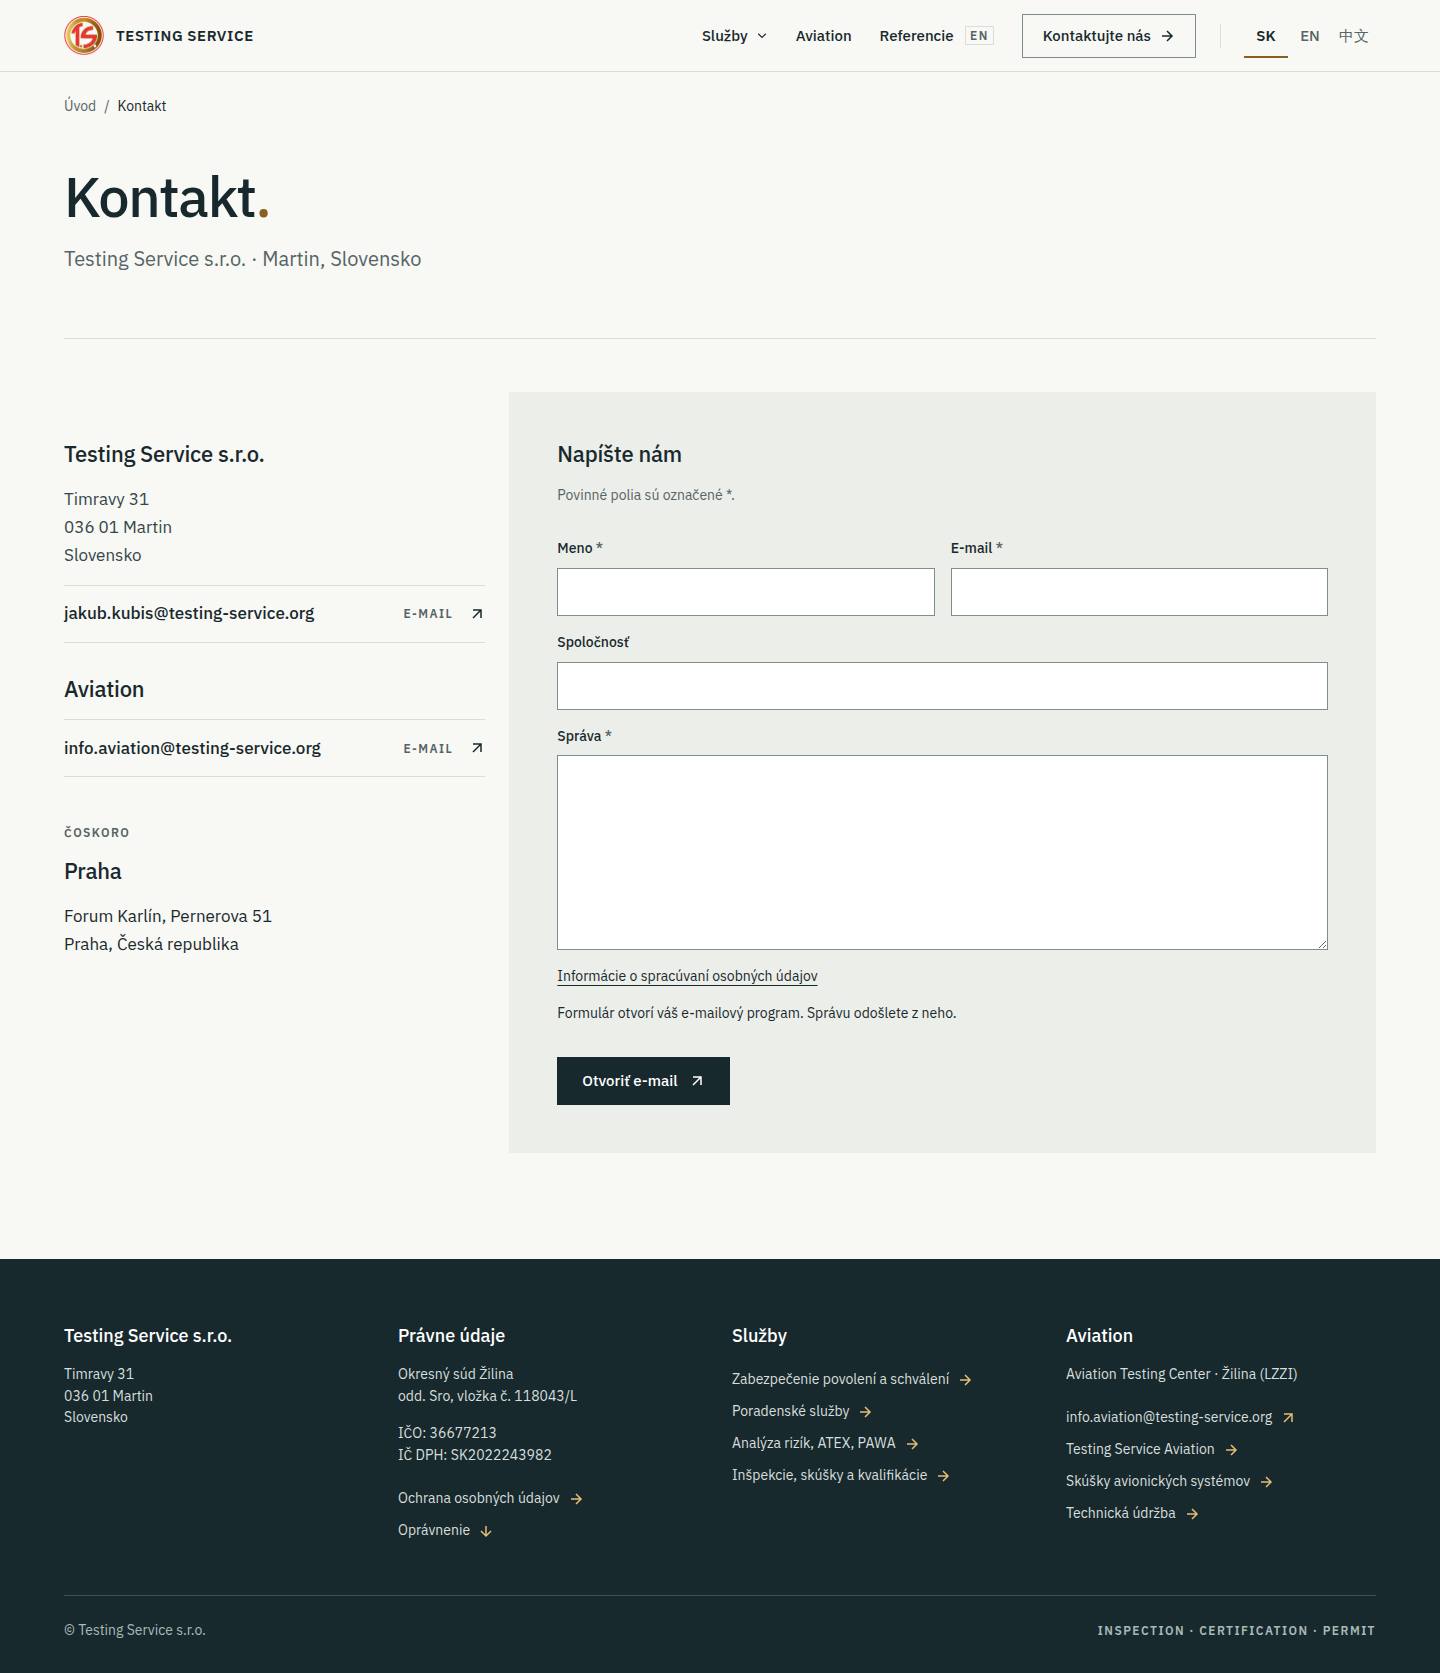 TS TESTING SERVICE
Služby
Aviation
Referencie EN
Kontaktujte nás →
SK
EN
中文
Úvod / Kontakt
Kontakt.
Testing Service s.r.o. · Martin, Slovensko
Testing Service s.r.o.
Timravy 31
036 01 Martin
Slovensko
jakub.kubis@testing-service.org E-MAIL ↗
Aviation
info.aviation@testing-service.org E-MAIL ↗
ČOSKORO
Praha
Forum Karlín, Pernerova 51
Praha, Česká republika
Napíšte nám
Povinné polia sú označené *.
Meno *
E-mail *
Spoločnosť
Správa *
Informácie o spracúvaní osobných údajov
Formulár otvorí váš e-mailový program. Správu odošlete z neho.
Otvoriť e-mail ↗
Testing Service s.r.o.
Timravy 31
036 01 Martin
Slovensko
Právne údaje
Okresný súd Žilina
odd. Sro, vložka č. 118043/L
IČO: 36677213
IČ DPH: SK2022243982
Ochrana osobných údajov →
Oprávnenie ↓
Služby
Zabezpečenie povolení a schválení →
Poradenské služby →
Analýza rizík, ATEX, PAWA →
Inšpekcie, skúšky a kvalifikácie →
Aviation
Aviation Testing Center · Žilina (LZZI)
info.aviation@testing-service.org ↗
Testing Service Aviation →
Skúšky avionických systémov →
Technická údržba →
© Testing Service s.r.o.
INSPECTION · CERTIFICATION · PERMIT